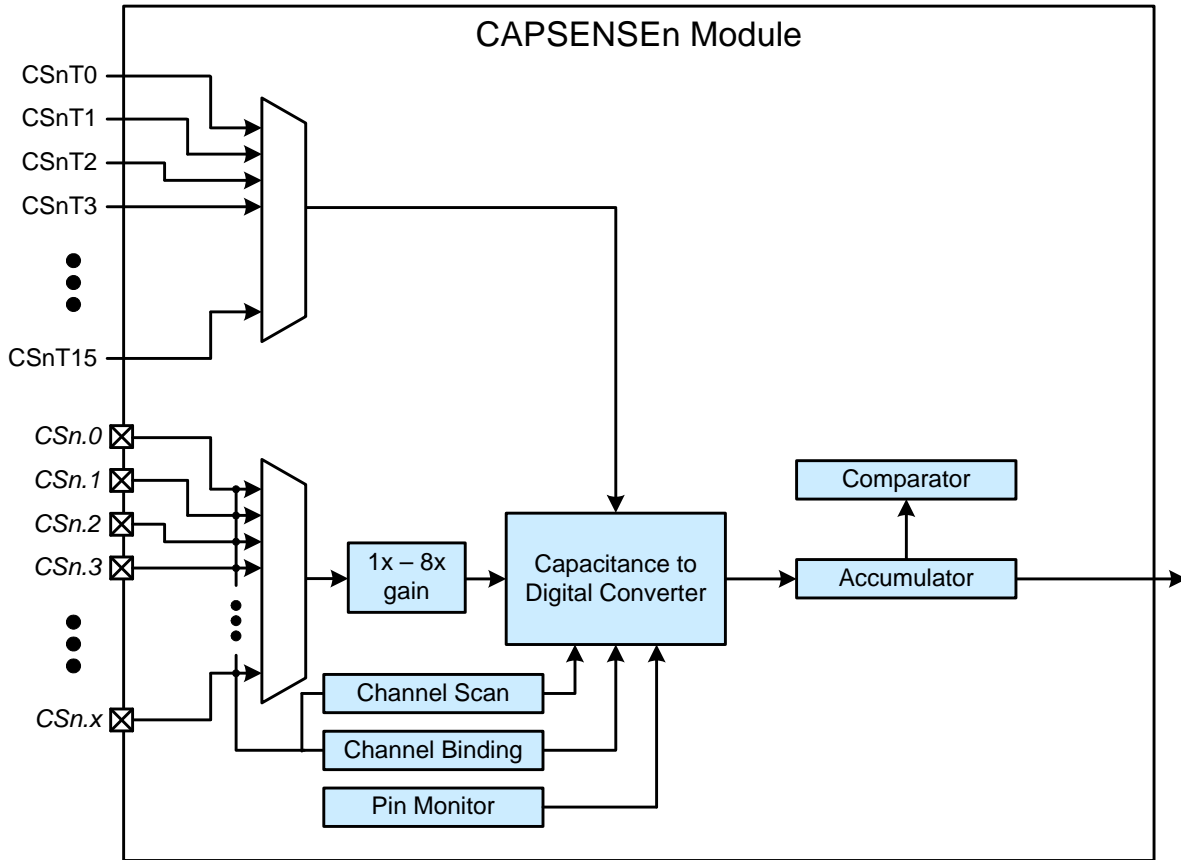 CAPSENSEn Module
CSnT0
CSnT1
CSnT2
CSnT3
CSnT15
CSn.0
CSn.1
CSn.2
CSn.3
CSn.x
1x – 8x
gain
Capacitance to
Digital Converter
Comparator
Accumulator
Channel Scan
Channel Binding
Pin Monitor